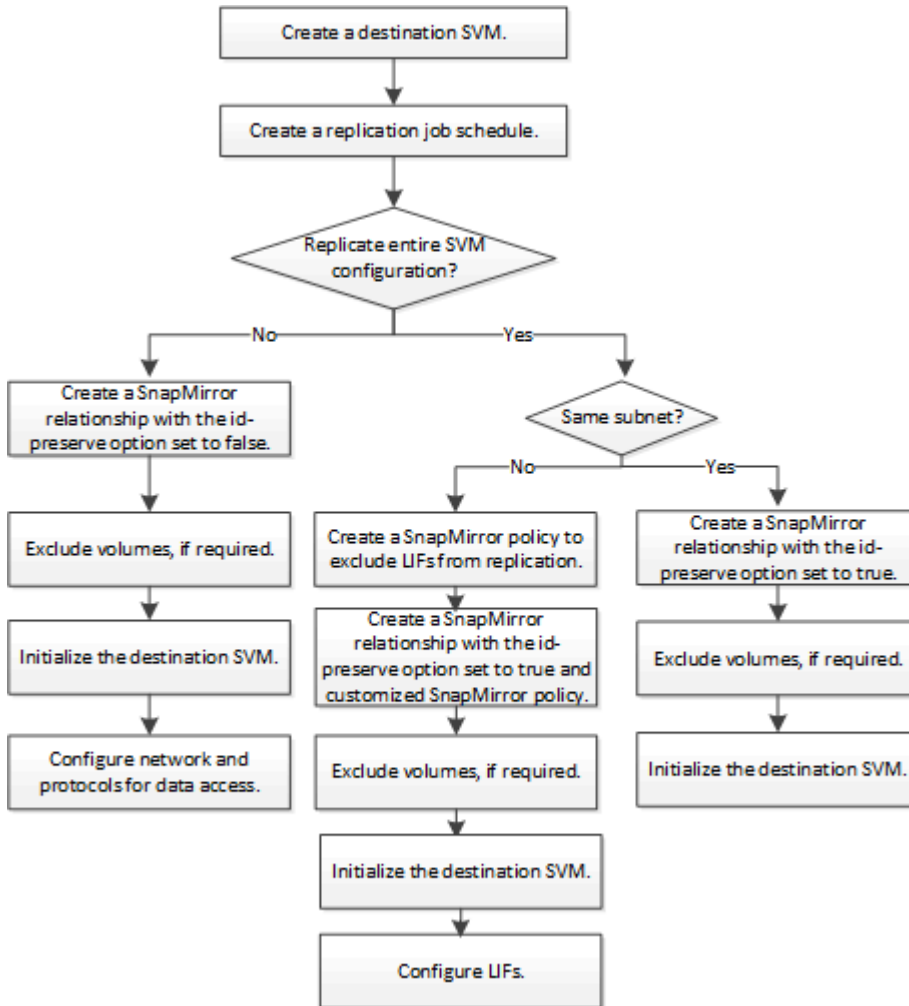 Create a destination SVM.
Create a replication job schedule.
Replicate entire SVM
configuration?
No
Yes
Create a SnapMirror
relationship with the id-
preserve option set to false.
Same subnet?
No
Yes
Exclude volumes, if required.
Create a SnapMirror policy to
exclude LIFs from replication.
Create a SnapMirror
relationship with the id-
preserve option set to true.
Initialize the destination SVM.
Create a SnapMirror
relationship with the id-
preserve option set to true and
customized SnapMirror policy.
Exclude volumes, if required.
Configure network and
protocols for data access.
Exclude volumes, if required.
Initialize the destination SVM.
Initialize the destination SVM.
Configure LIFs.